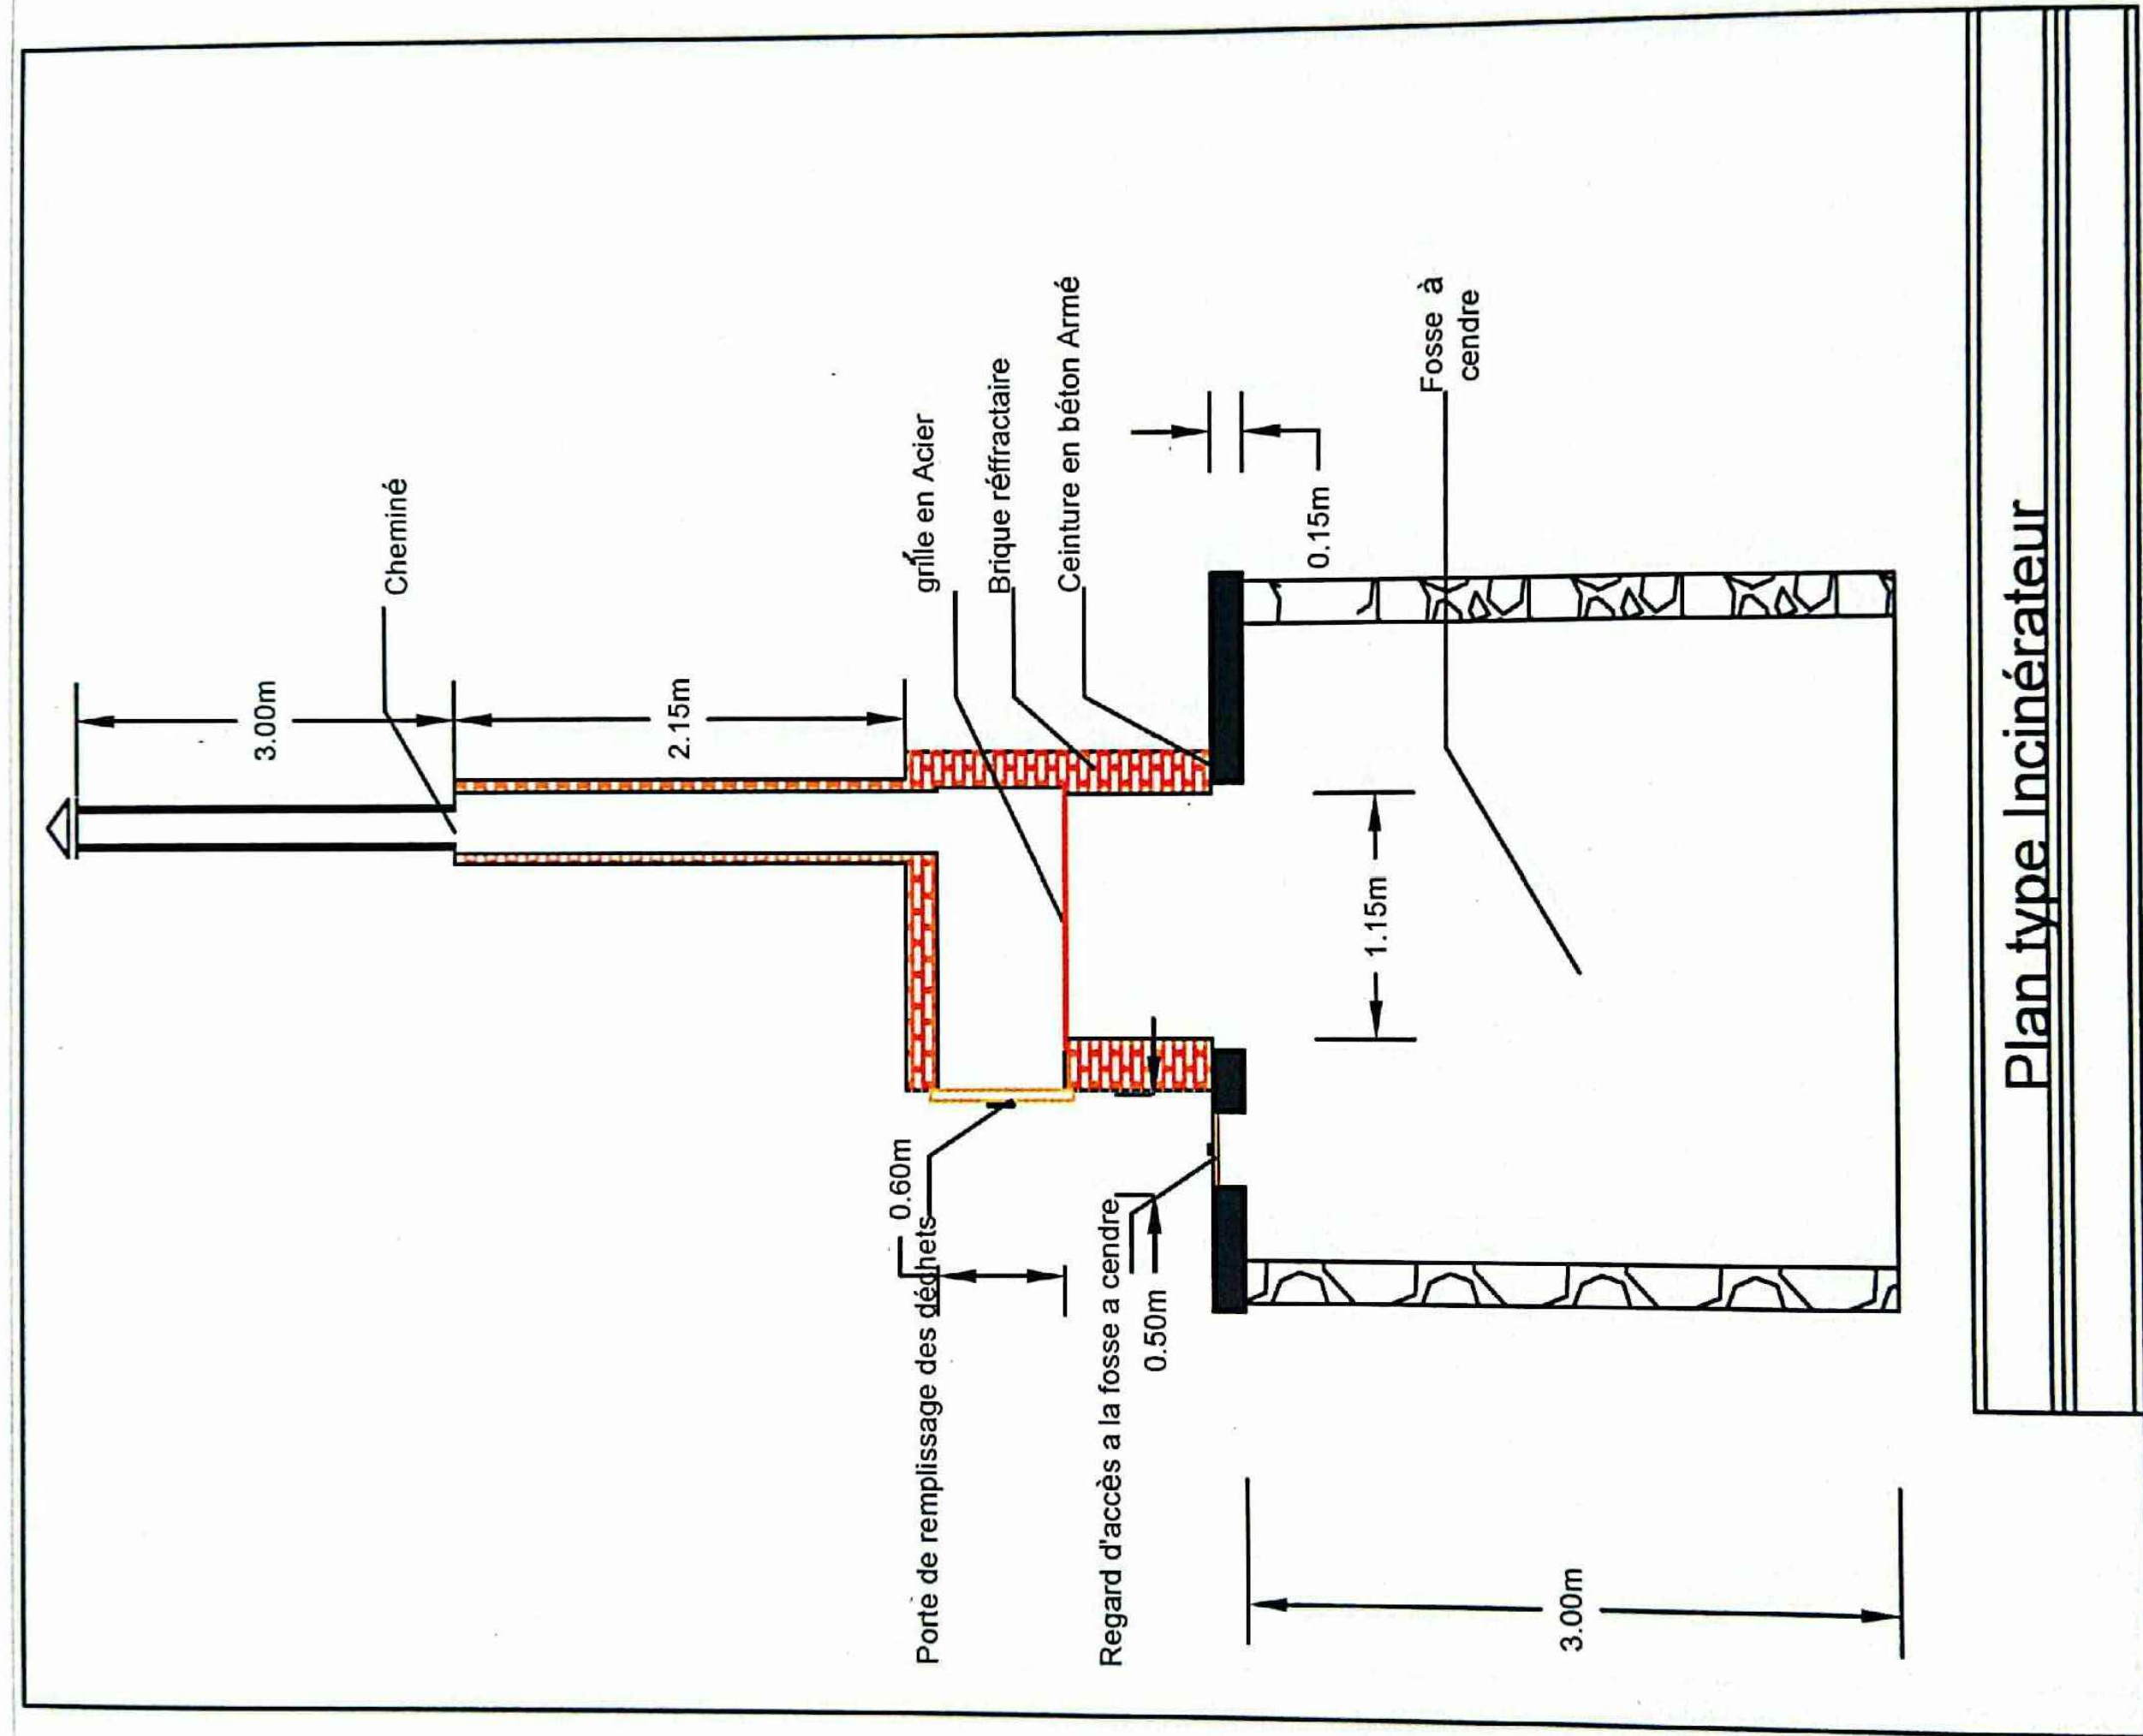 3.00m
Cheminé
2.15m
grille en Acier
Brique réffractaire
Ceinture en béton Armé
0.60m
Porte de remplissage des déchets
Regard d'accès a la fosse a cendre
0.50m
0.15m
1.15m
Fosse à
cendre
3.00m
Plan type Incinérateur